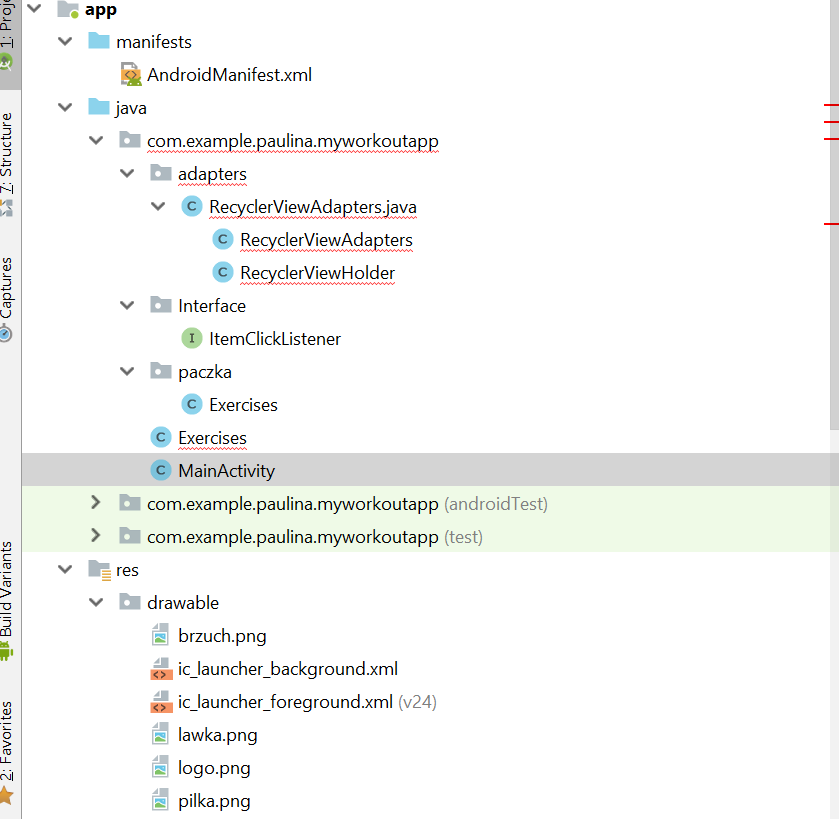 app
manifests
AndroidManifest.xml
java
com.example.paulina.myworkoutapp
adapters
C RecyclerViewAdapters.java
C RecyclerViewAdapters
C RecyclerViewHolder
Interface
I ItemClickListener
paczka
C Exercises
C Exercises
C MainActivity
com.example.paulina.myworkoutapp (androidTest)
com.example.paulina.myworkoutapp (test)
res
drawable
brzuch.png
ic_launcher_background.xml
ic_launcher_foreground.xml (v24)
lawka.png
logo.png
pilka.png
1: Proj
7: Structure
Captures
Build Variants
2: Favorites